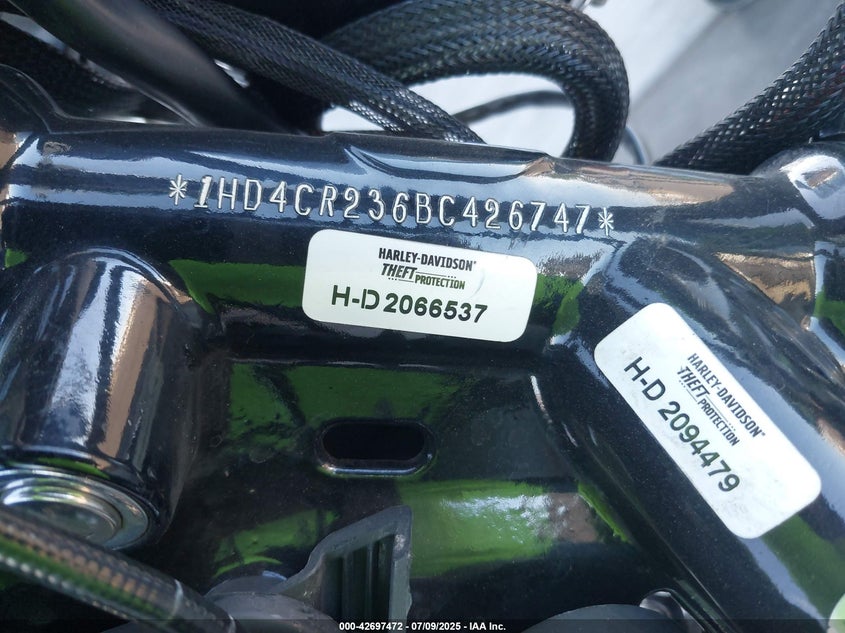 *1HD4CR236BC426747*
HARLEY-DAVIDSON
THEFT PROTECTION
H-D 2066537
HARLEY-DAVIDSON
THEFT PROTECTION
H-D 2094479
000-42697472 - 07/09/2025 - IAA Inc.